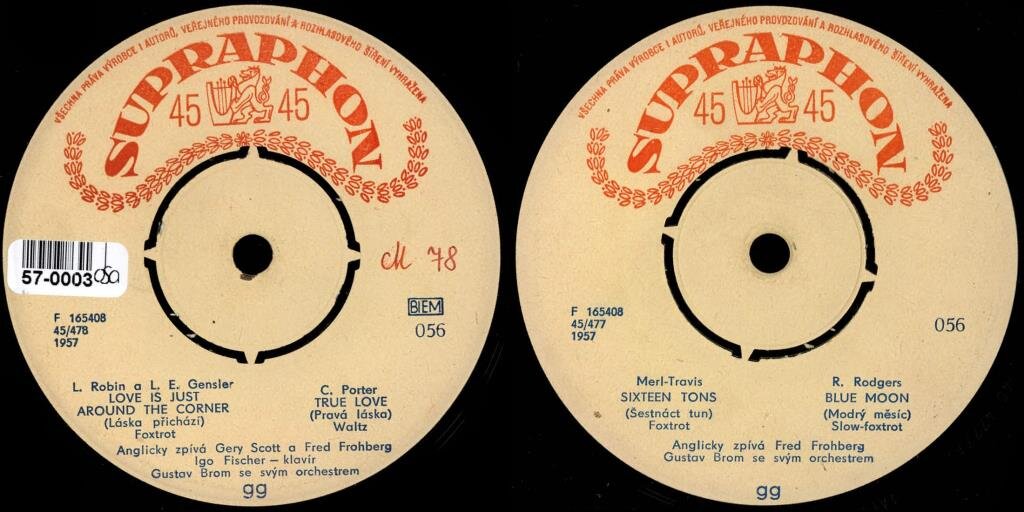 VŠECHNA PRÁVA VÝROBCE I AUTORŮ, VEŘEJNÉHO PROVOZOVÁNÍ A ROZHLASOVÉHO ŠÍŘENÍ VYHRAŽENA
SUPRAPHON
45 45
57-0003
osa
M 78
BIEM
056
F 165408
45/478
1957
L. Robin a L. E. Gensler
LOVE IS JUST
AROUND THE CORNER
(Láska přichází)
Foxtrot
C. Porter
TRUE LOVE
(Pravá láska)
Waltz
Anglicky zpívá Gery Scott a Fred Frohberg
Igo Fischer – klavír
Gustav Brom se svým orchestrem
gg
VŠECHNA PRÁVA VÝROBCE I AUTORŮ, VEŘEJNÉHO PROVOZOVÁNÍ A ROZHLASOVÉHO ŠÍŘENÍ VYHRAŽENA
SUPRAPHON
45 45
F 165408
45/477
1957
056
Merl-Travis
SIXTEEN TONS
(Šestnáct tun)
Foxtrot
R. Rodgers
BLUE MOON
(Modrý měsíc)
Slow-foxtrot
Anglicky zpívá Fred Frohberg
Gustav Brom se svým orchestrem
gg